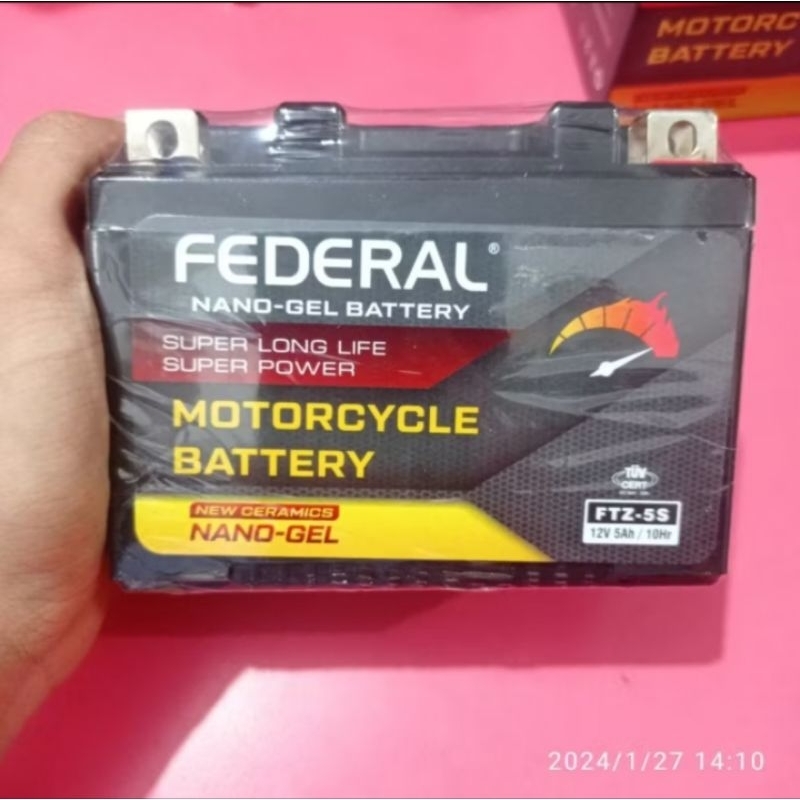 MOTORC
BATTERY
FEDERAL®
NANO-GEL BATTERY
SUPER LONG LIFE
SUPER POWER
MOTORCYCLE
BATTERY
NEW CERAMICS
NANO-GEL
TÜV
CERT
FTZ-5S
12V 5Ah / 10Hr
2024/1/27 14:10